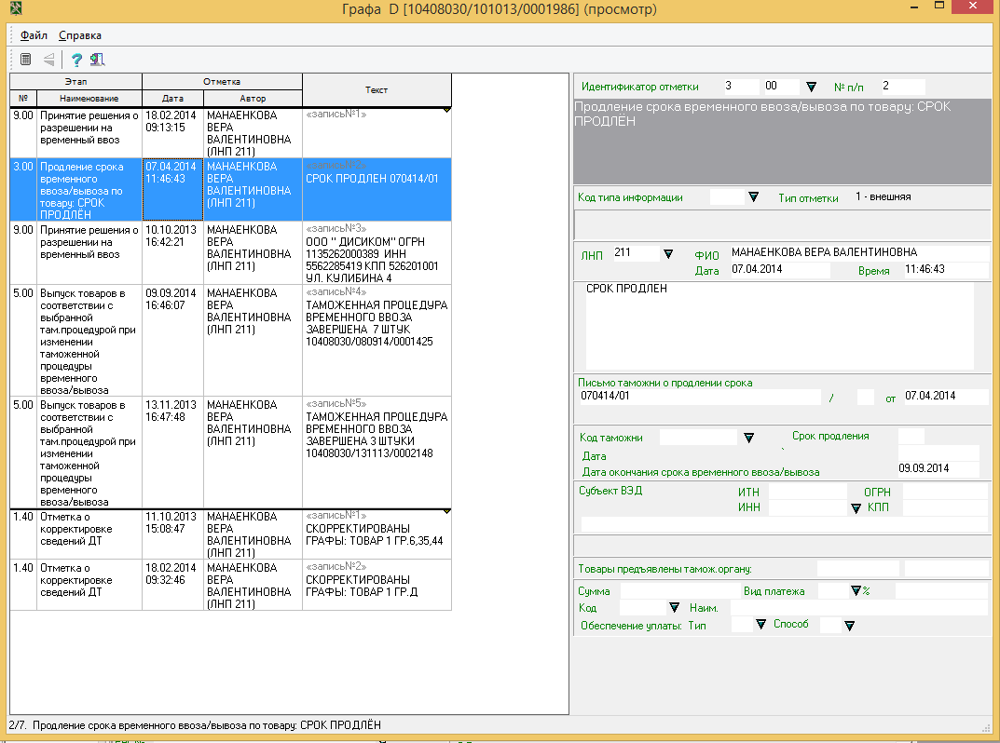 Графа D [10408030/101013/0001986] (просмотр)
Файл Справка
Этап Отметка Текст
№ Наименование Дата Автор
9.00 Принятие решения о разрешении на временный ввоз
18.02.2014
09:13:15
МАНАЕНКОВА
ВЕРА
ВАЛЕНТИНОВНА
(ЛНП 211)
«запись№1»
3.00 Продление срока
временного
ввоза/вывоза по
товару: СРОК
ПРОДЛЁН
07.04.2014
11:46:43
МАНАЕНКОВА
ВЕРА
ВАЛЕНТИНОВНА
(ЛНП 211)
СРОК ПРОДЛЕН 070414/01
9.00 Принятие решения о
разрешении на
временный ввоз
10.10.2013
16:42:21
МАНАЕНКОВА
ВЕРА
ВАЛЕНТИНОВНА
(ЛНП 211)
«запись№3»
ООО " ДИСИКОМ" ОГРН
1135262000389 ИНН
5562285419 КПП 526201001
УЛ. КУЛИБИНА 4
5.00 Выпуск товаров в
соответствии с
выбранной
там.процедурой при
изменении
таможенной
процедуры
временного
ввоза/вывоза
09.09.2014
16:46:07
МАНАЕНКОВА
ВЕРА
ВАЛЕНТИНОВНА
(ЛНП 211)
«запись№4»
ТАМОЖЕННАЯ ПРОЦЕДУРА
ВРЕМЕННОГО ВВОЗА
ЗАВЕРШЕНА 7 ШТУК
10408030/080914/0001425
5.00 Выпуск товаров в
соответствии с
выбранной
там.процедурой при
изменении
таможенной
процедуры
временного
ввоза/вывоза
13.11.2013
16:47:48
МАНАЕНКОВА
ВЕРА
ВАЛЕНТИНОВНА
(ЛНП 211)
«запись№5»
ТАМОЖЕННАЯ ПРОЦЕДУРА
ВРЕМЕННОГО ВВОЗА
ЗАВЕРШЕНА 3 ШТУКИ
10408030/131113/0002148
1.40 Отметка о
корректировке
сведений ДТ
11.10.2013
15:08:47
МАНАЕНКОВА
ВЕРА
ВАЛЕНТИНОВНА
(ЛНП 211)
«запись№1»
СКОРРЕКТИРОВАНЫ
ГРАФЫ: ТОВАР 1 ГР.6,35,44
1.40 Отметка о
корректировке
сведений ДТ
18.02.2014
09:32:46
МАНАЕНКОВА
ВЕРА
ВАЛЕНТИНОВНА
(ЛНП 211)
«запись№2»
СКОРРЕКТИРОВАНЫ
ГРАФЫ: ТОВАР 1 ГР.Д
Идентификатор отметки 3 00 № п/п 2
Продление срока временного ввоза/вывоза по товару: СРОК
ПРОДЛЁН
Код типа информации Тип отметки 1 - внешняя
ЛНП 211 ФИО МАНАЕНКОВА ВЕРА ВАЛЕНТИНОВНА
Дата 07.04.2014 Время 11:46:43
СРОК ПРОДЛЕН
Письмо таможни о продлении срока
070414/01 / от 07.04.2014
Код таможни Срок продления
Дата
Дата окончания срока временного ввоза/вывоза 09.09.2014
Субъект ВЭД ИТН ОГРН
ИНН КПП
Товары предъявлены тамож.органу:
Сумма Вид платежа %
Код Наим.
Обеспечение уплаты: Тип Способ
2/7. Продление срока временного ввоза/вывоза по товару: СРОК ПРОДЛЁН